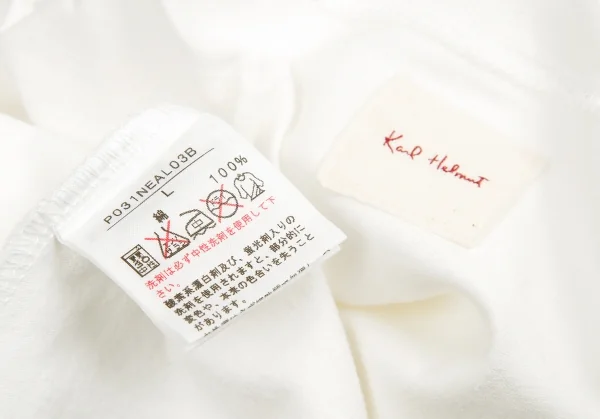 P031NEAL03B
L
綿 100%
洗剤は必ず中性洗剤を使用して下
さい。
酸素系漂白剤及び、蛍光剤入りの
洗剤を使用されますと、部分的に
変色や、本来の色合いを失うこと
があります。
Karl Helmut